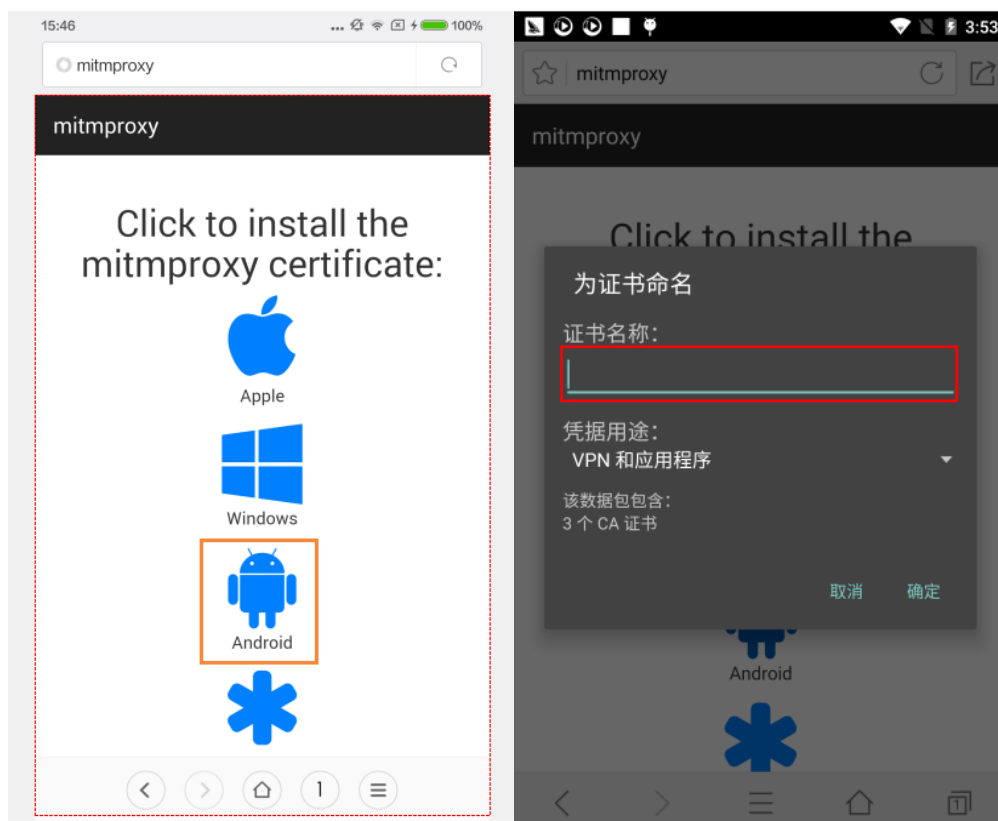 15:46
100%
mitmproxy
mitmproxy
Click to install the
mitmproxy certificate:
Apple
Windows
Android
1
3:53
mitmproxy
mitmproxy
Click to install the
为证书命名
证书名称：
凭据用途：
VPN 和应用程序
该数据包包含：
3 个 CA 证书
取消 确定
Android
1